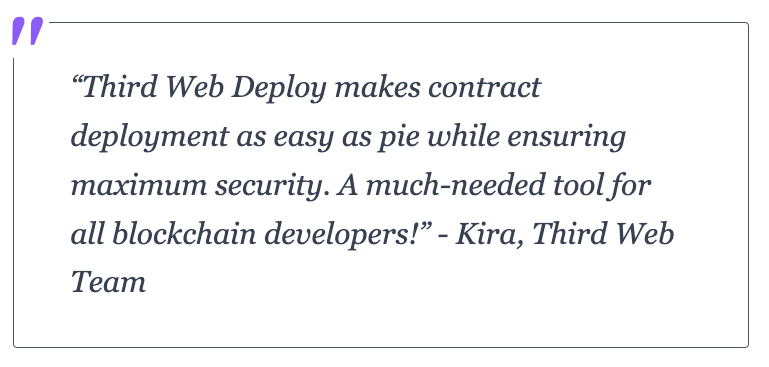 “Third Web Deploy makes contract
deployment as easy as pie while ensuring
maximum security. A much-needed tool for
all blockchain developers!” - Kira, Third Web
Team